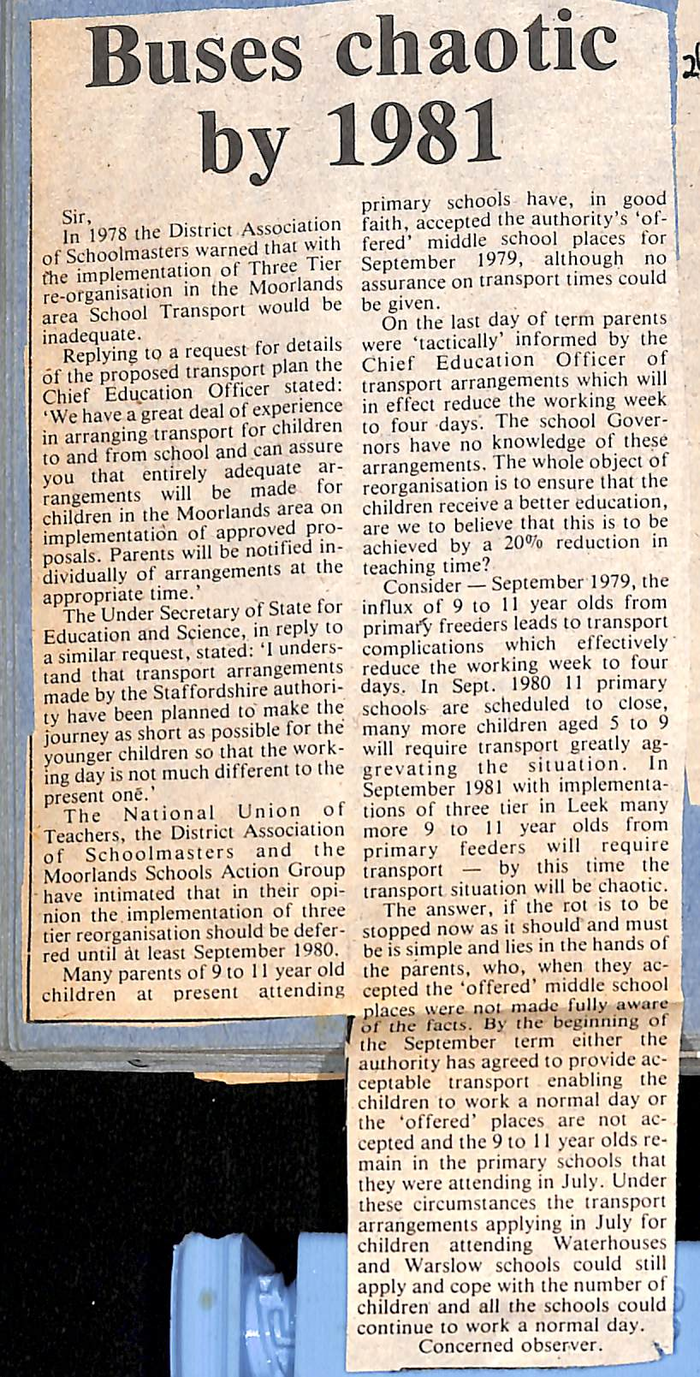 Buses chaotic
by 1981
Sir,
In 1978 the District Association
of Schoolmasters warned that with
the implementation of Three Tier
re-organisation in the Moorlands
area School Transport would be
inadequate.
Replying to a request for details
of the proposed transport plan the
Chief Education Officer stated:
‘We have a great deal of experience
in arranging transport for children
to and from school and can assure
you that entirely adequate ar-
rangements will be made for
children in the Moorlands area on
implementation of approved pro-
posals. Parents will be notified in-
dividually of arrangements at the
appropriate time.’
The Under Secretary of State for
Education and Science, in reply to
a similar request, stated: ‘I unders-
tand that transport arrangements
made by the Staffordshire authori-
ty have been planned to make the
journey as short as possible for the
younger children so that the work-
ing day is not much different to the
present one.’
The National Union of
Teachers, the District Association
of Schoolmasters and the
Moorlands Schools Action Group
have intimated that in their opi-
nion the implementation of three
tier reorganisation should be defer-
red until at least September 1980.
Many parents of 9 to 11 year old
children at present attending
primary schools have, in good
faith, accepted the authority’s ‘of-
fered’ middle school places for
September 1979, although no
assurance on transport times could
be given.
On the last day of term parents
were ‘tactically’ informed by the
Chief Education Officer of
transport arrangements which will
in effect reduce the working week
to four days. The school Gover-
nors have no knowledge of these
arrangements. The whole object of
reorganisation is to ensure that the
children receive a better education,
are we to believe that this is to be
achieved by a 20% reduction in
teaching time?
Consider — September 1979, the
influx of 9 to 11 year olds from
primary freeders leads to transport
complications which effectively
reduce the working week to four
days. In Sept. 1980 11 primary
schools are scheduled to close,
many more children aged 5 to 9
will require transport greatly ag-
grevating the situation. In
September 1981 with implementa-
tions of three tier in Leek many
more 9 to 11 year olds from
primary feeders will require
transport — by this time the
transport situation will be chaotic.
The answer, if the rot is to be
stopped now as it should and must
be is simple and lies in the hands of
the parents, who, when they ac-
cepted the ‘offered’ middle school
places were not made fully aware
of the facts. By the beginning of
the September term either the
authority has agreed to provide ac-
ceptable transport enabling the
children to work a normal day or
the ‘offered’ places are not ac-
cepted and the 9 to 11 year olds re-
main in the primary schools that
they were attending in July. Under
these circumstances the transport
arrangements applying in July for
children attending Waterhouses
and Warslow schools could still
apply and cope with the number of
children and all the schools could
continue to work a normal day.
Concerned observer.